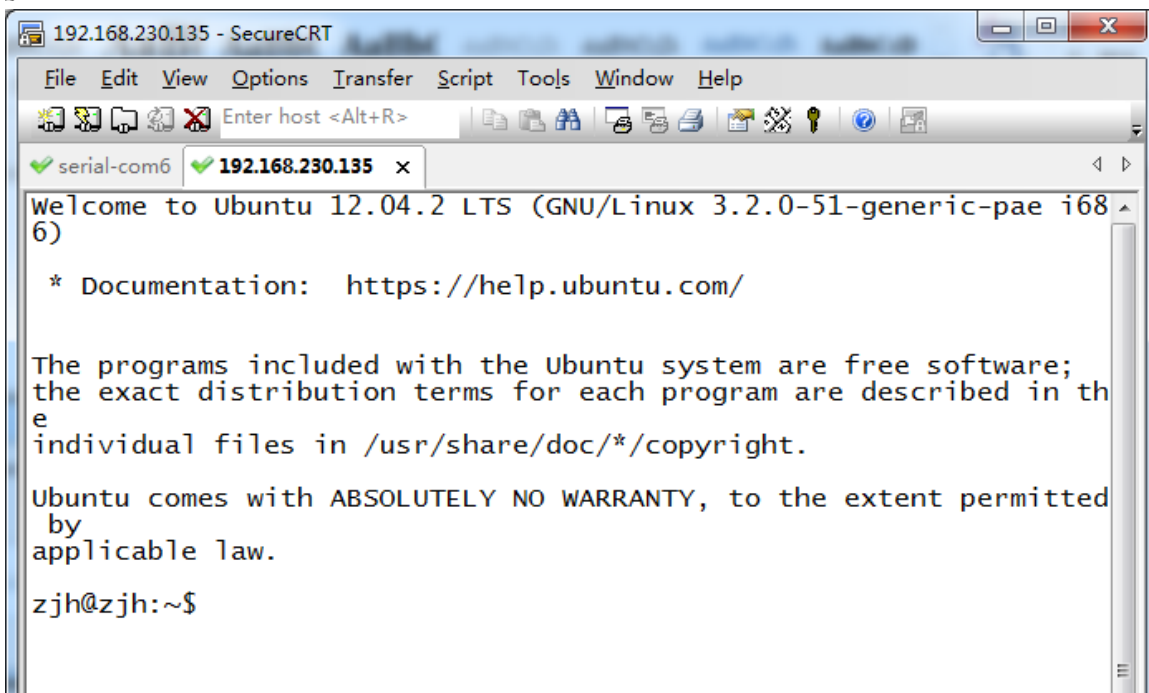 192.168.230.135 - SecureCRT
File Edit View Options Transfer Script Tools Window Help
Enter host <Alt+R>
serial-com6 192.168.230.135 x
Welcome to Ubuntu 12.04.2 LTS (GNU/Linux 3.2.0-51-generic-pae i68
6)
* Documentation: https://help.ubuntu.com/
The programs included with the Ubuntu system are free software;
the exact distribution terms for each program are described in th
e
individual files in /usr/share/doc/*/copyright.
Ubuntu comes with ABSOLUTELY NO WARRANTY, to the extent permitted
by
applicable law.
zjh@zjh:~$